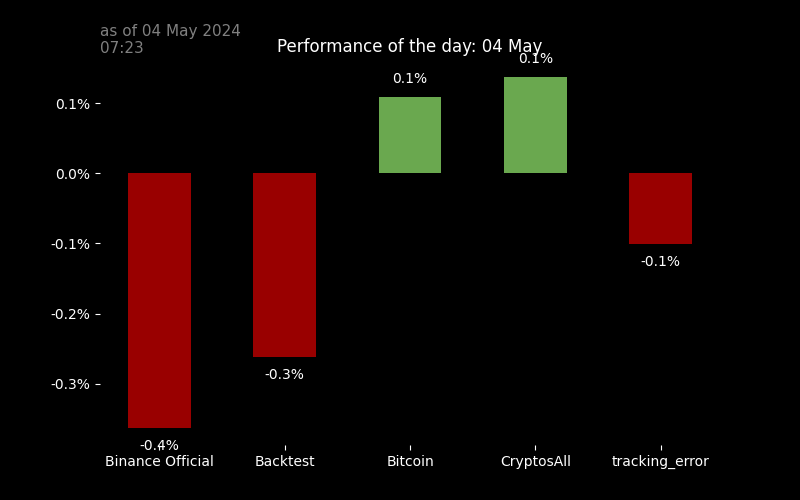 as of 04 May 2024
07:23
Performance of the day: 04 May
0.1%
0.1%
0.1%
0.0%
-0.1%
-0.1%
-0.2%
-0.3%
-0.3%
-0.4%
Binance Official
Backtest
Bitcoin
CryptosAll
tracking_error